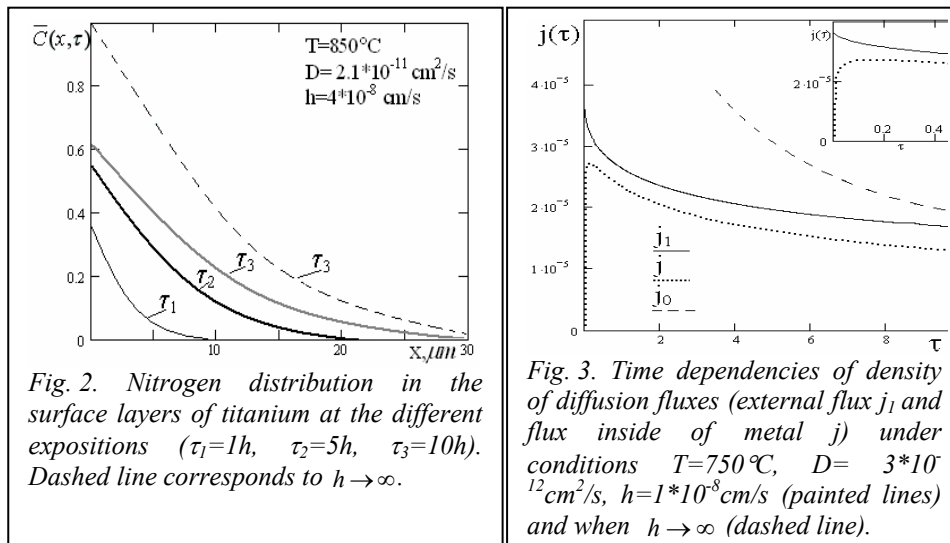 C̅(x,τ)
T=850°C
D= 2.1*10⁻¹¹ cm²/s
h=4*10⁻⁸ cm/s
0.8
0.6
0.4
0.2
0
τ₁
τ₂
τ₃
τ₃
10
20
30
x, μm
Fig. 2. Nitrogen distribution in the
surface layers of titanium at the different
expositions (τ₁=1h, τ₂=5h, τ₃=10h).
Dashed line corresponds to h→∞.
j(τ)
4·10⁻⁵
3·10⁻⁵
2·10⁻⁵
1·10⁻⁵
0
j₁
j
j₀
2
4
6
8
τ
j(τ)
2·10⁻⁵
0
0.2
0.4
τ
Fig. 3. Time dependencies of density
of diffusion fluxes (external flux j₁ and
flux inside of metal j) under
conditions T=750°C, D= 3*10⁻
¹²cm²/s, h=1*10⁻⁸cm/s (painted lines)
and when h→∞ (dashed line).